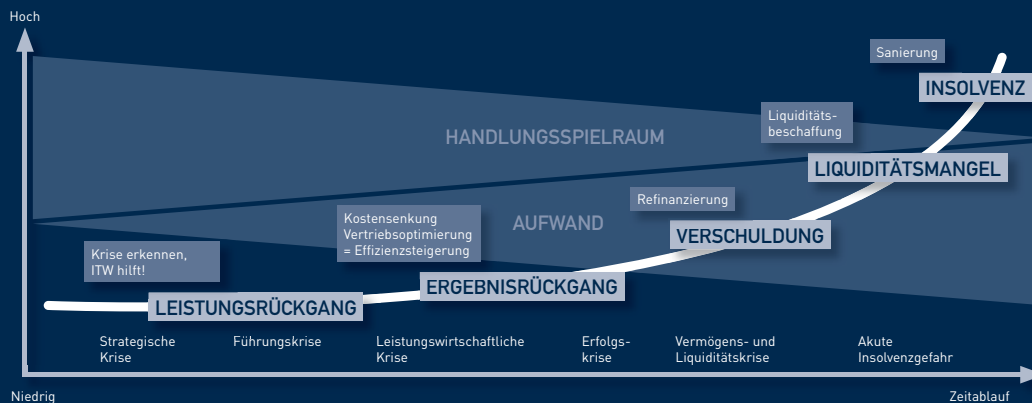 Hoch
Sanierung
INSOLVENZ
Liquiditäts-
beschaffung
HANDLUNGSSPIELRAUM
LIQUIDITÄTSMANGEL
Refinanzierung
Kostensenkung
Vertriebsoptimierung
= Effizienzsteigerung
AUFWAND
VERSCHULDUNG
Krise erkennen,
ITW hilft!
ERGEBNISRÜCKGANG
LEISTUNGSRÜCKGANG
Strategische
Krise
Führungskrise
Leistungswirtschaftliche
Krise
Erfolgs-
krise
Vermögens- und
Liquiditätskrise
Akute
Insolvenzgefahr
Niedrig
Zeitablauf